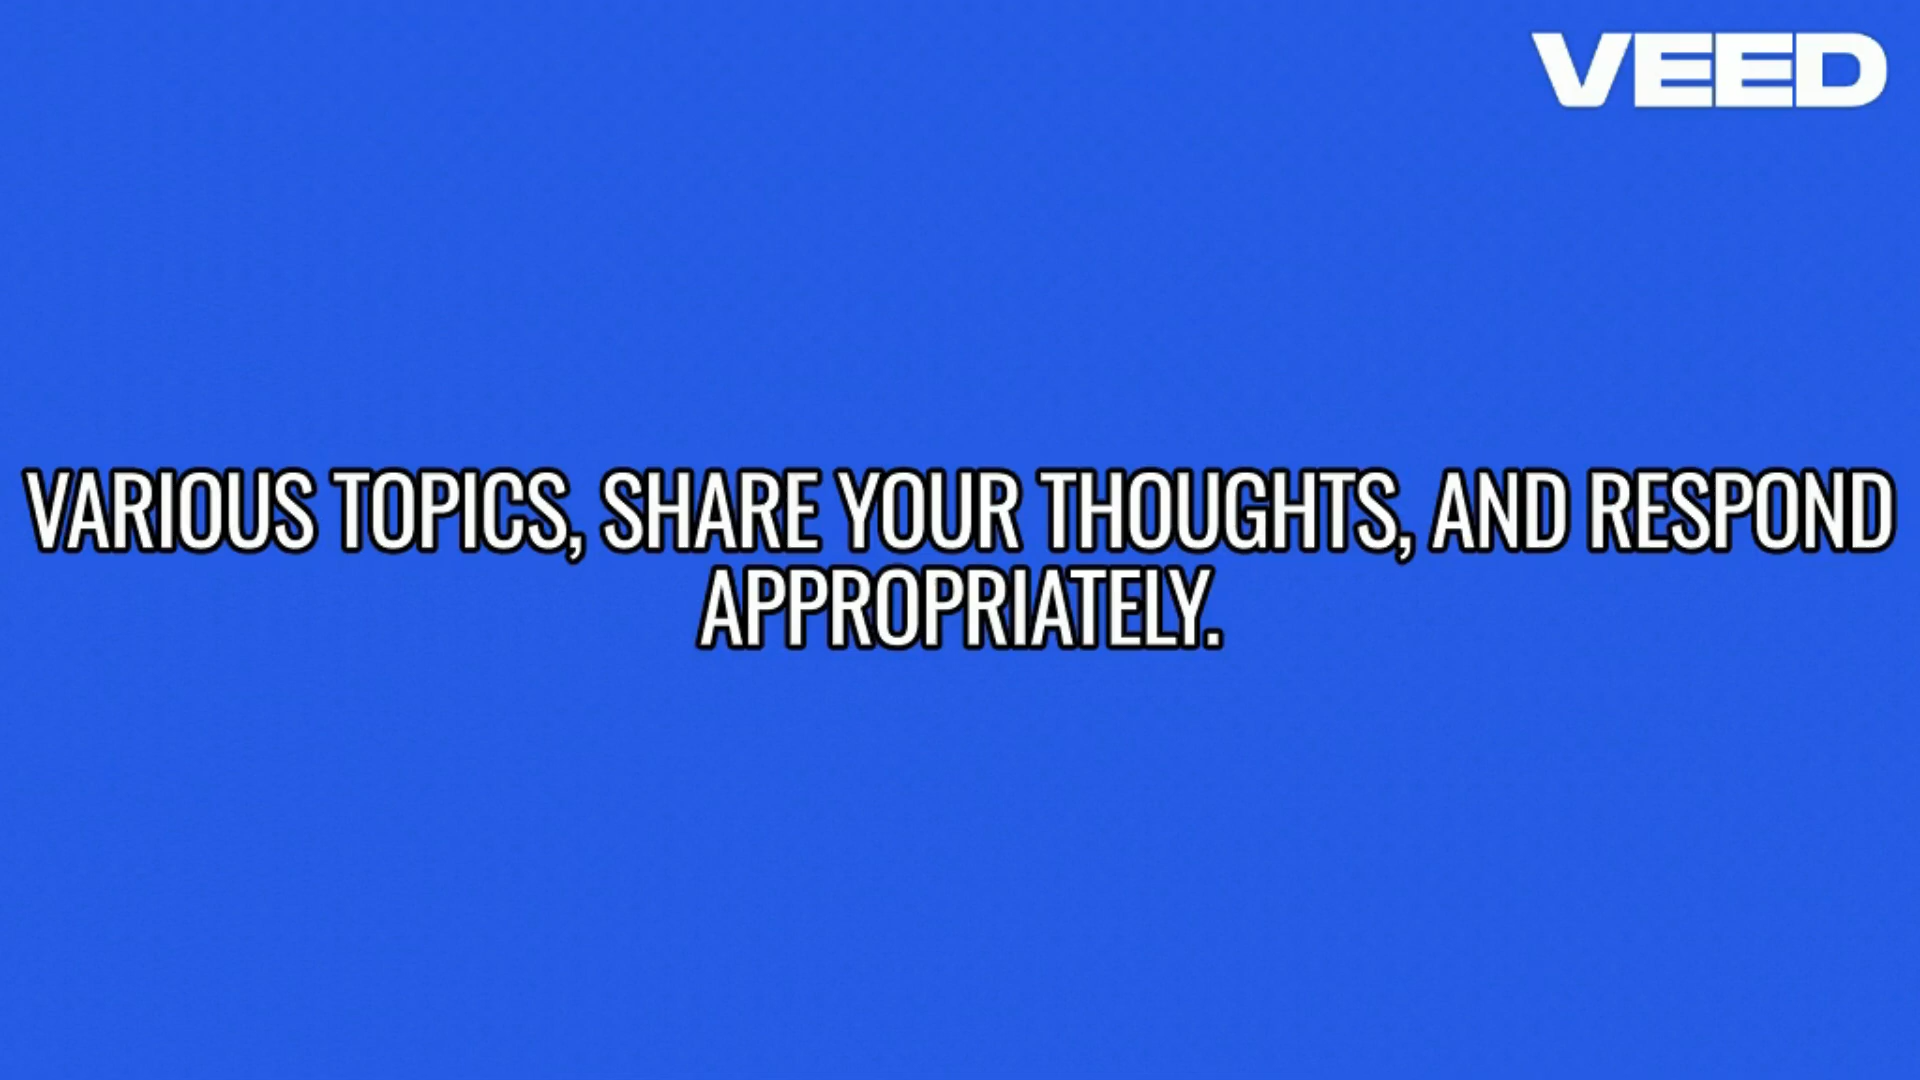 VEED
VARIOUS TOPICS, SHARE YOUR THOUGHTS, AND RESPOND
APPROPRIATELY.